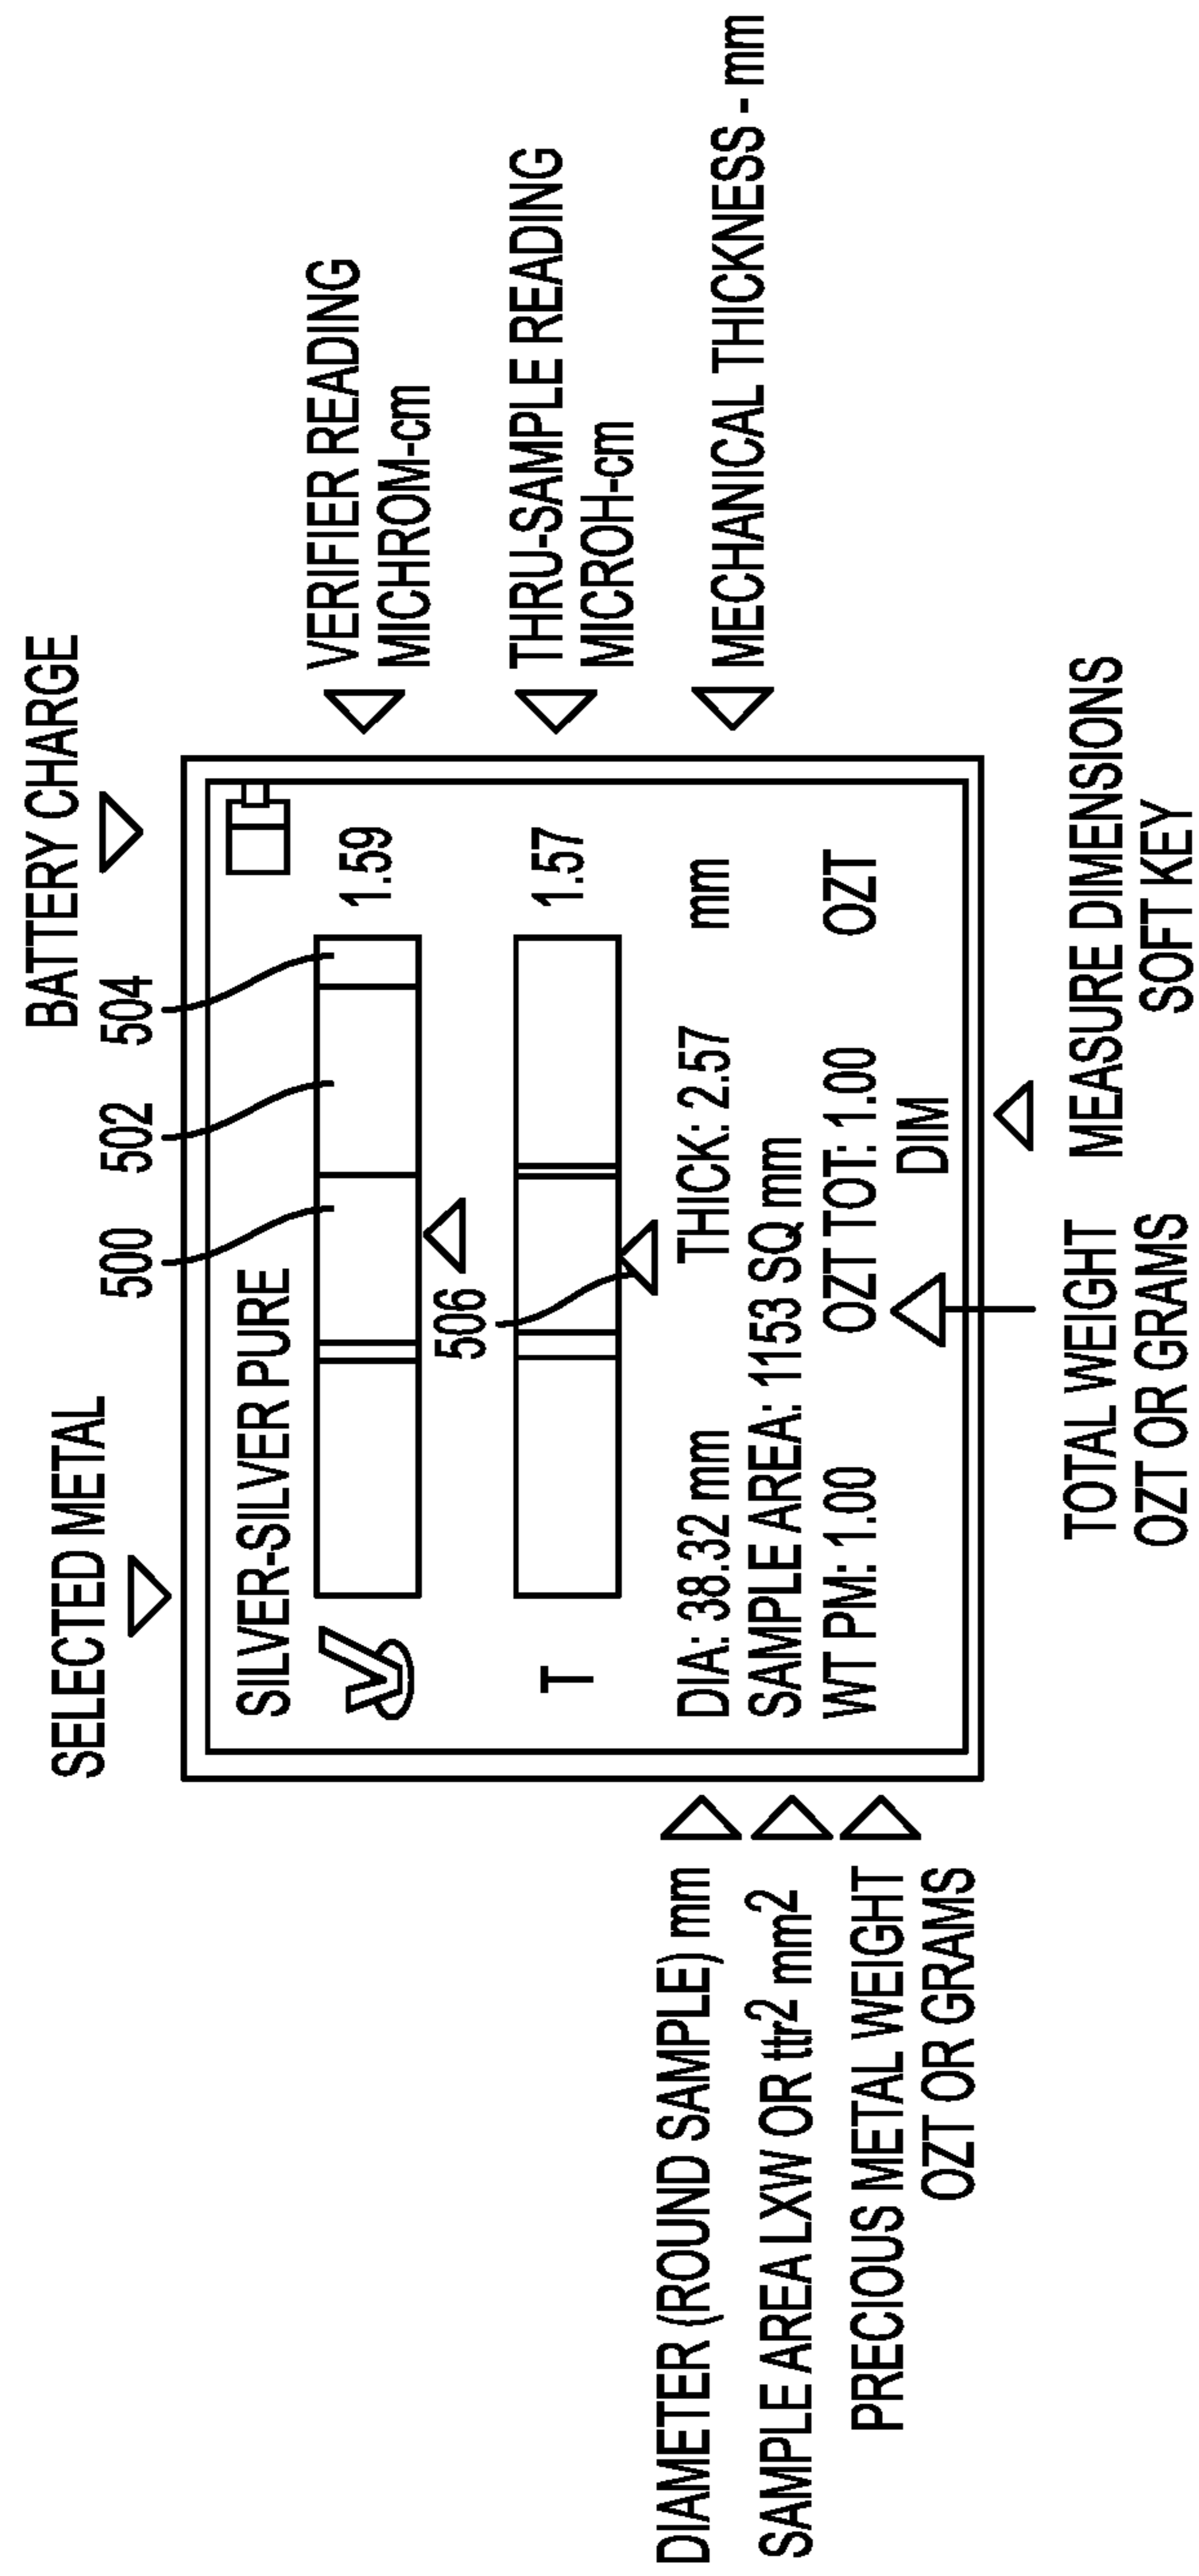 SELECTED METAL
BATTERY CHARGE
500 502 504
SILVER-SILVER PURE
1.59
VERIFIER READING
MICHROM-cm
506
T
1.57
THRU-SAMPLE READING
MICROH-cm
DIAMETER (ROUND SAMPLE) mm
DIA: 38.32 mm THICK: 2.57 mm
MECHANICAL THICKNESS - mm
SAMPLE AREA LXW OR ttr² mm²
SAMPLE AREA: 1153 SQ mm
PRECIOUS METAL WEIGHT
OZT OR GRAMS
WT PM: 1.00 OZT TOT: 1.00 OZT
DIM
TOTAL WEIGHT
OZT OR GRAMS
MEASURE DIMENSIONS
SOFT KEY